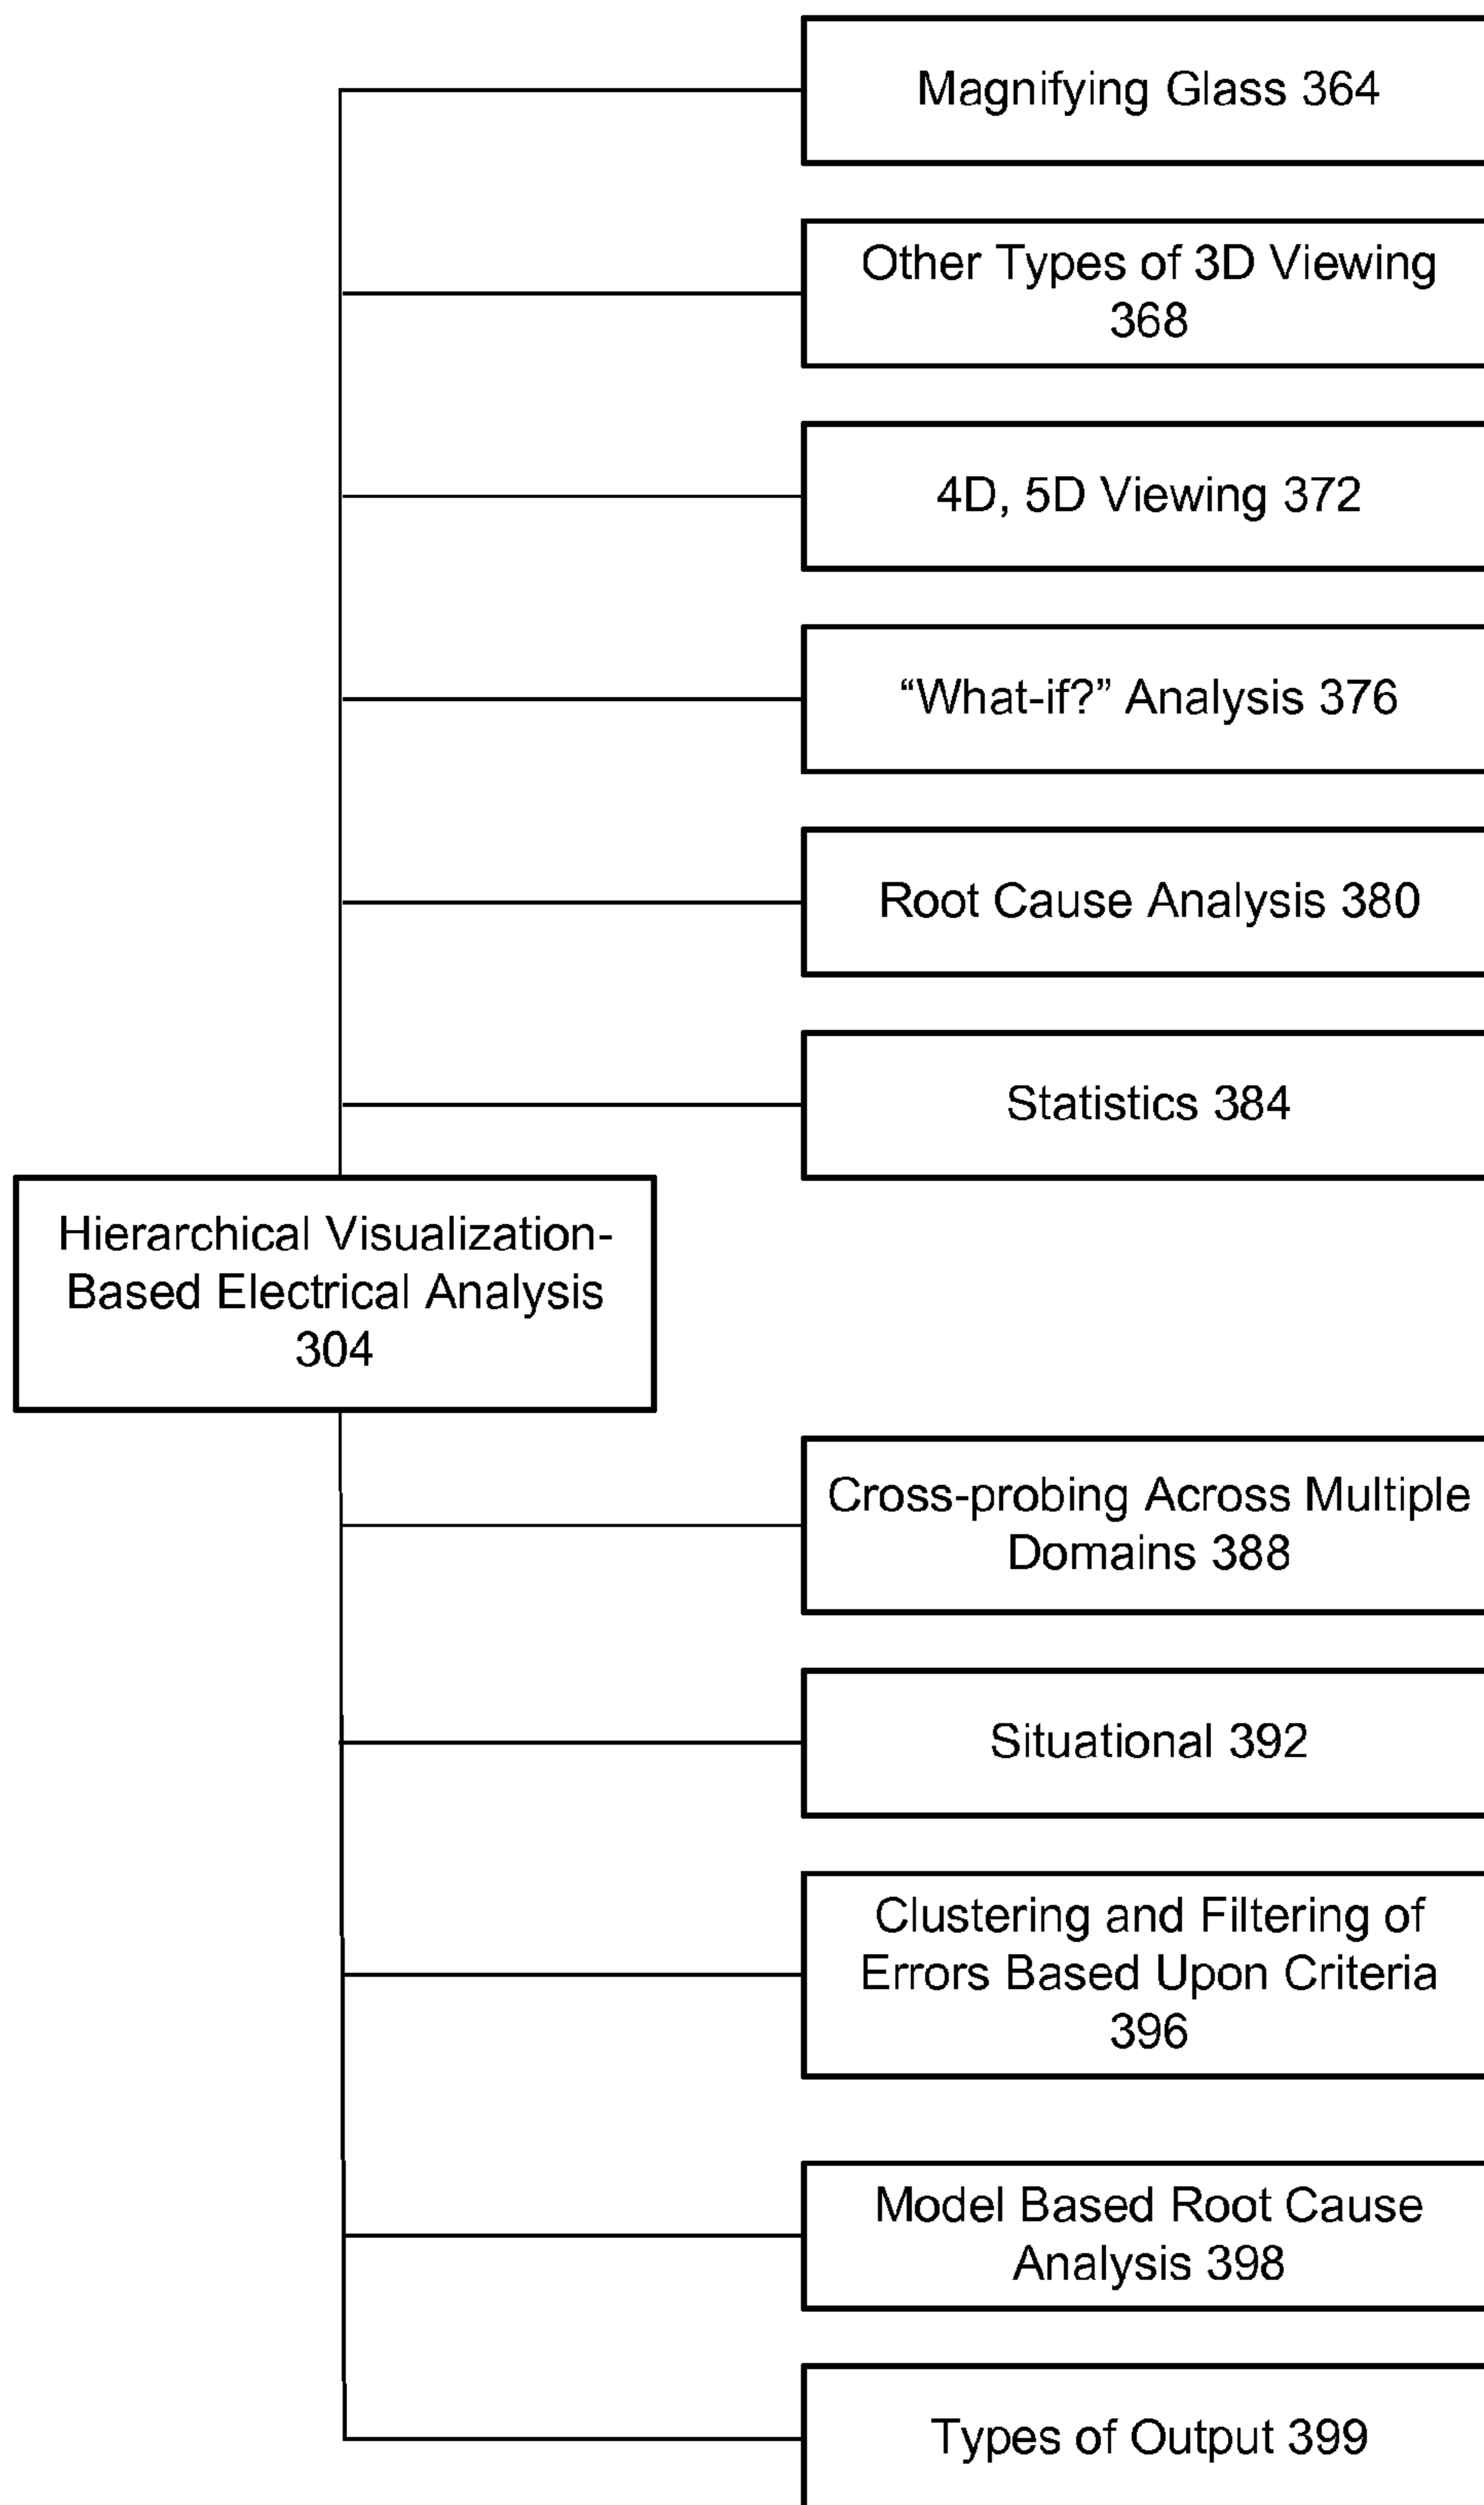 Magnifying Glass 364
Other Types of 3D Viewing
368
4D, 5D Viewing 372
“What-if?” Analysis 376
Root Cause Analysis 380
Statistics 384
Hierarchical Visualization-
Based Electrical Analysis
304
Cross-probing Across Multiple
Domains 388
Situational 392
Clustering and Filtering of
Errors Based Upon Criteria
396
Model Based Root Cause
Analysis 398
Types of Output 399